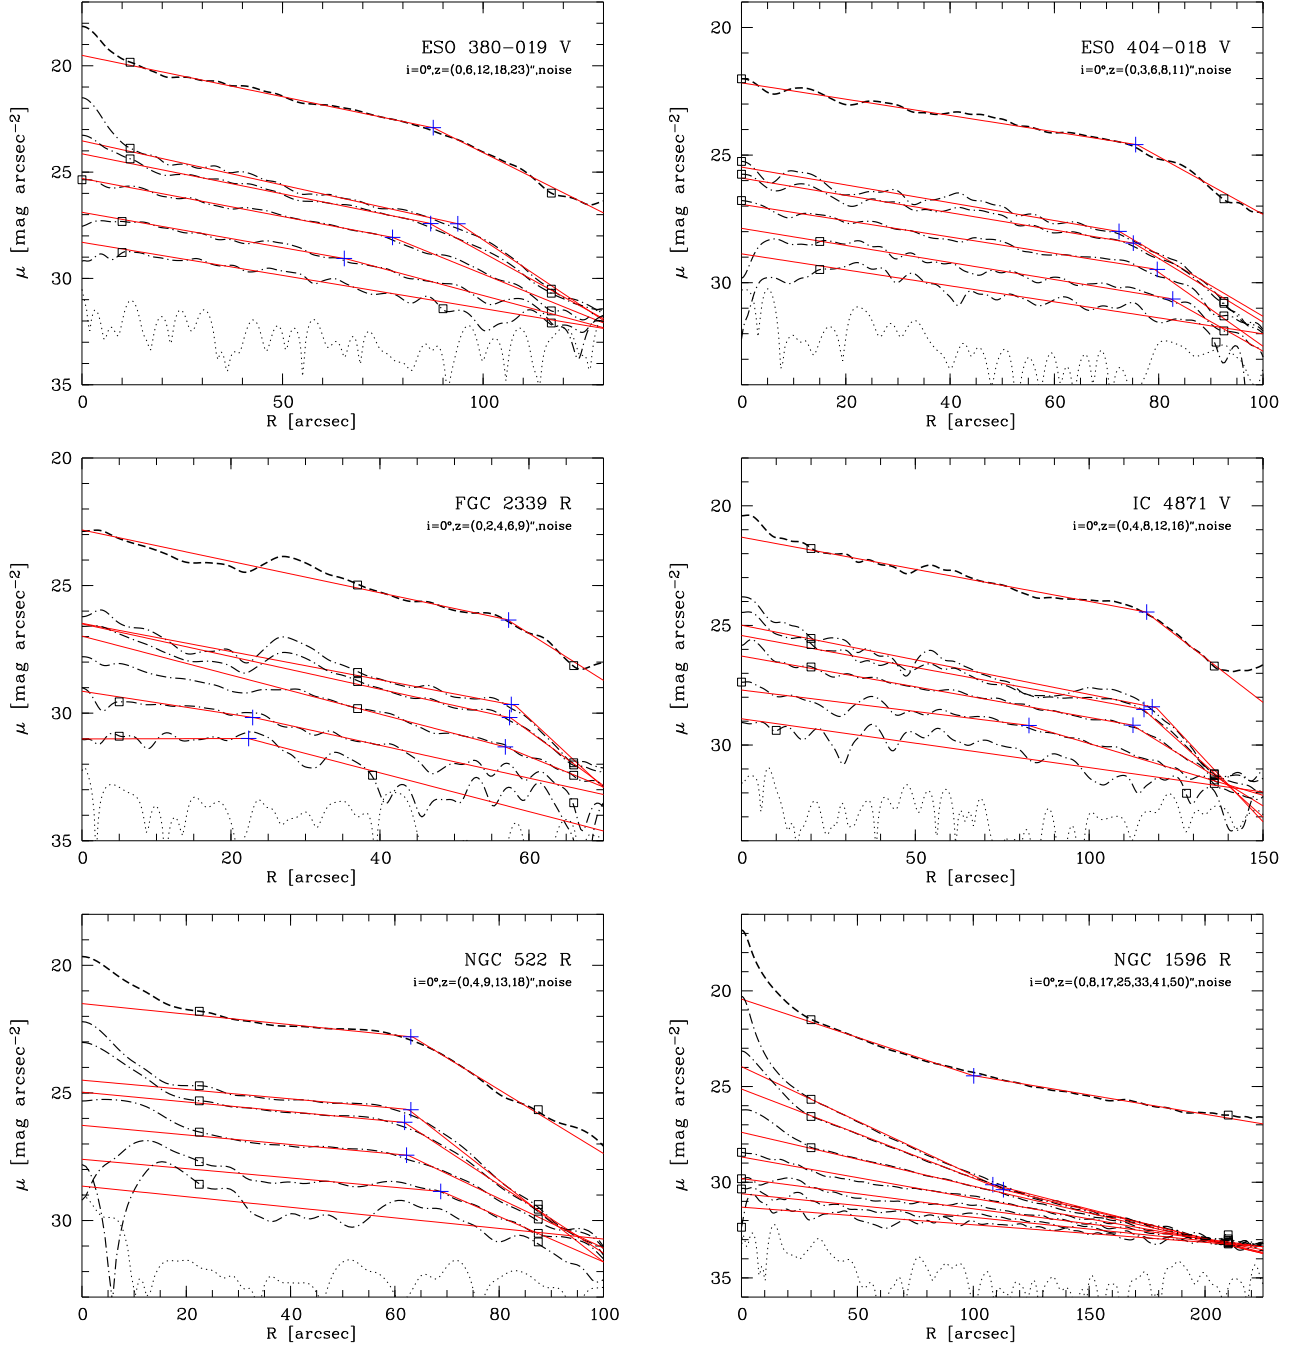 ESO 380-019 V
i=0°,z=(0,6,12,18,23)",noise
20
25
30
35
μ [mag arcsec−2]
0
50
100
R [arcsec]
ESO 404-018 V
i=0°,z=(0,3,6,8,11)",noise
20
25
30
μ [mag arcsec−2]
0
20
40
60
80
100
R [arcsec]
FGC 2339 R
i=0°,z=(0,2,4,6,9)",noise
20
25
30
35
μ [mag arcsec−2]
0
20
40
60
R [arcsec]
IC 4871 V
i=0°,z=(0,4,8,12,16)",noise
20
25
30
μ [mag arcsec−2]
0
50
100
150
R [arcsec]
NGC 522 R
i=0°,z=(0,4,9,13,18)",noise
20
25
30
μ [mag arcsec−2]
0
20
40
60
80
100
R [arcsec]
NGC 1596 R
i=0°,z=(0,8,17,25,33,41,50)",noise
20
25
30
35
μ [mag arcsec−2]
0
100
200
R [arcsec]